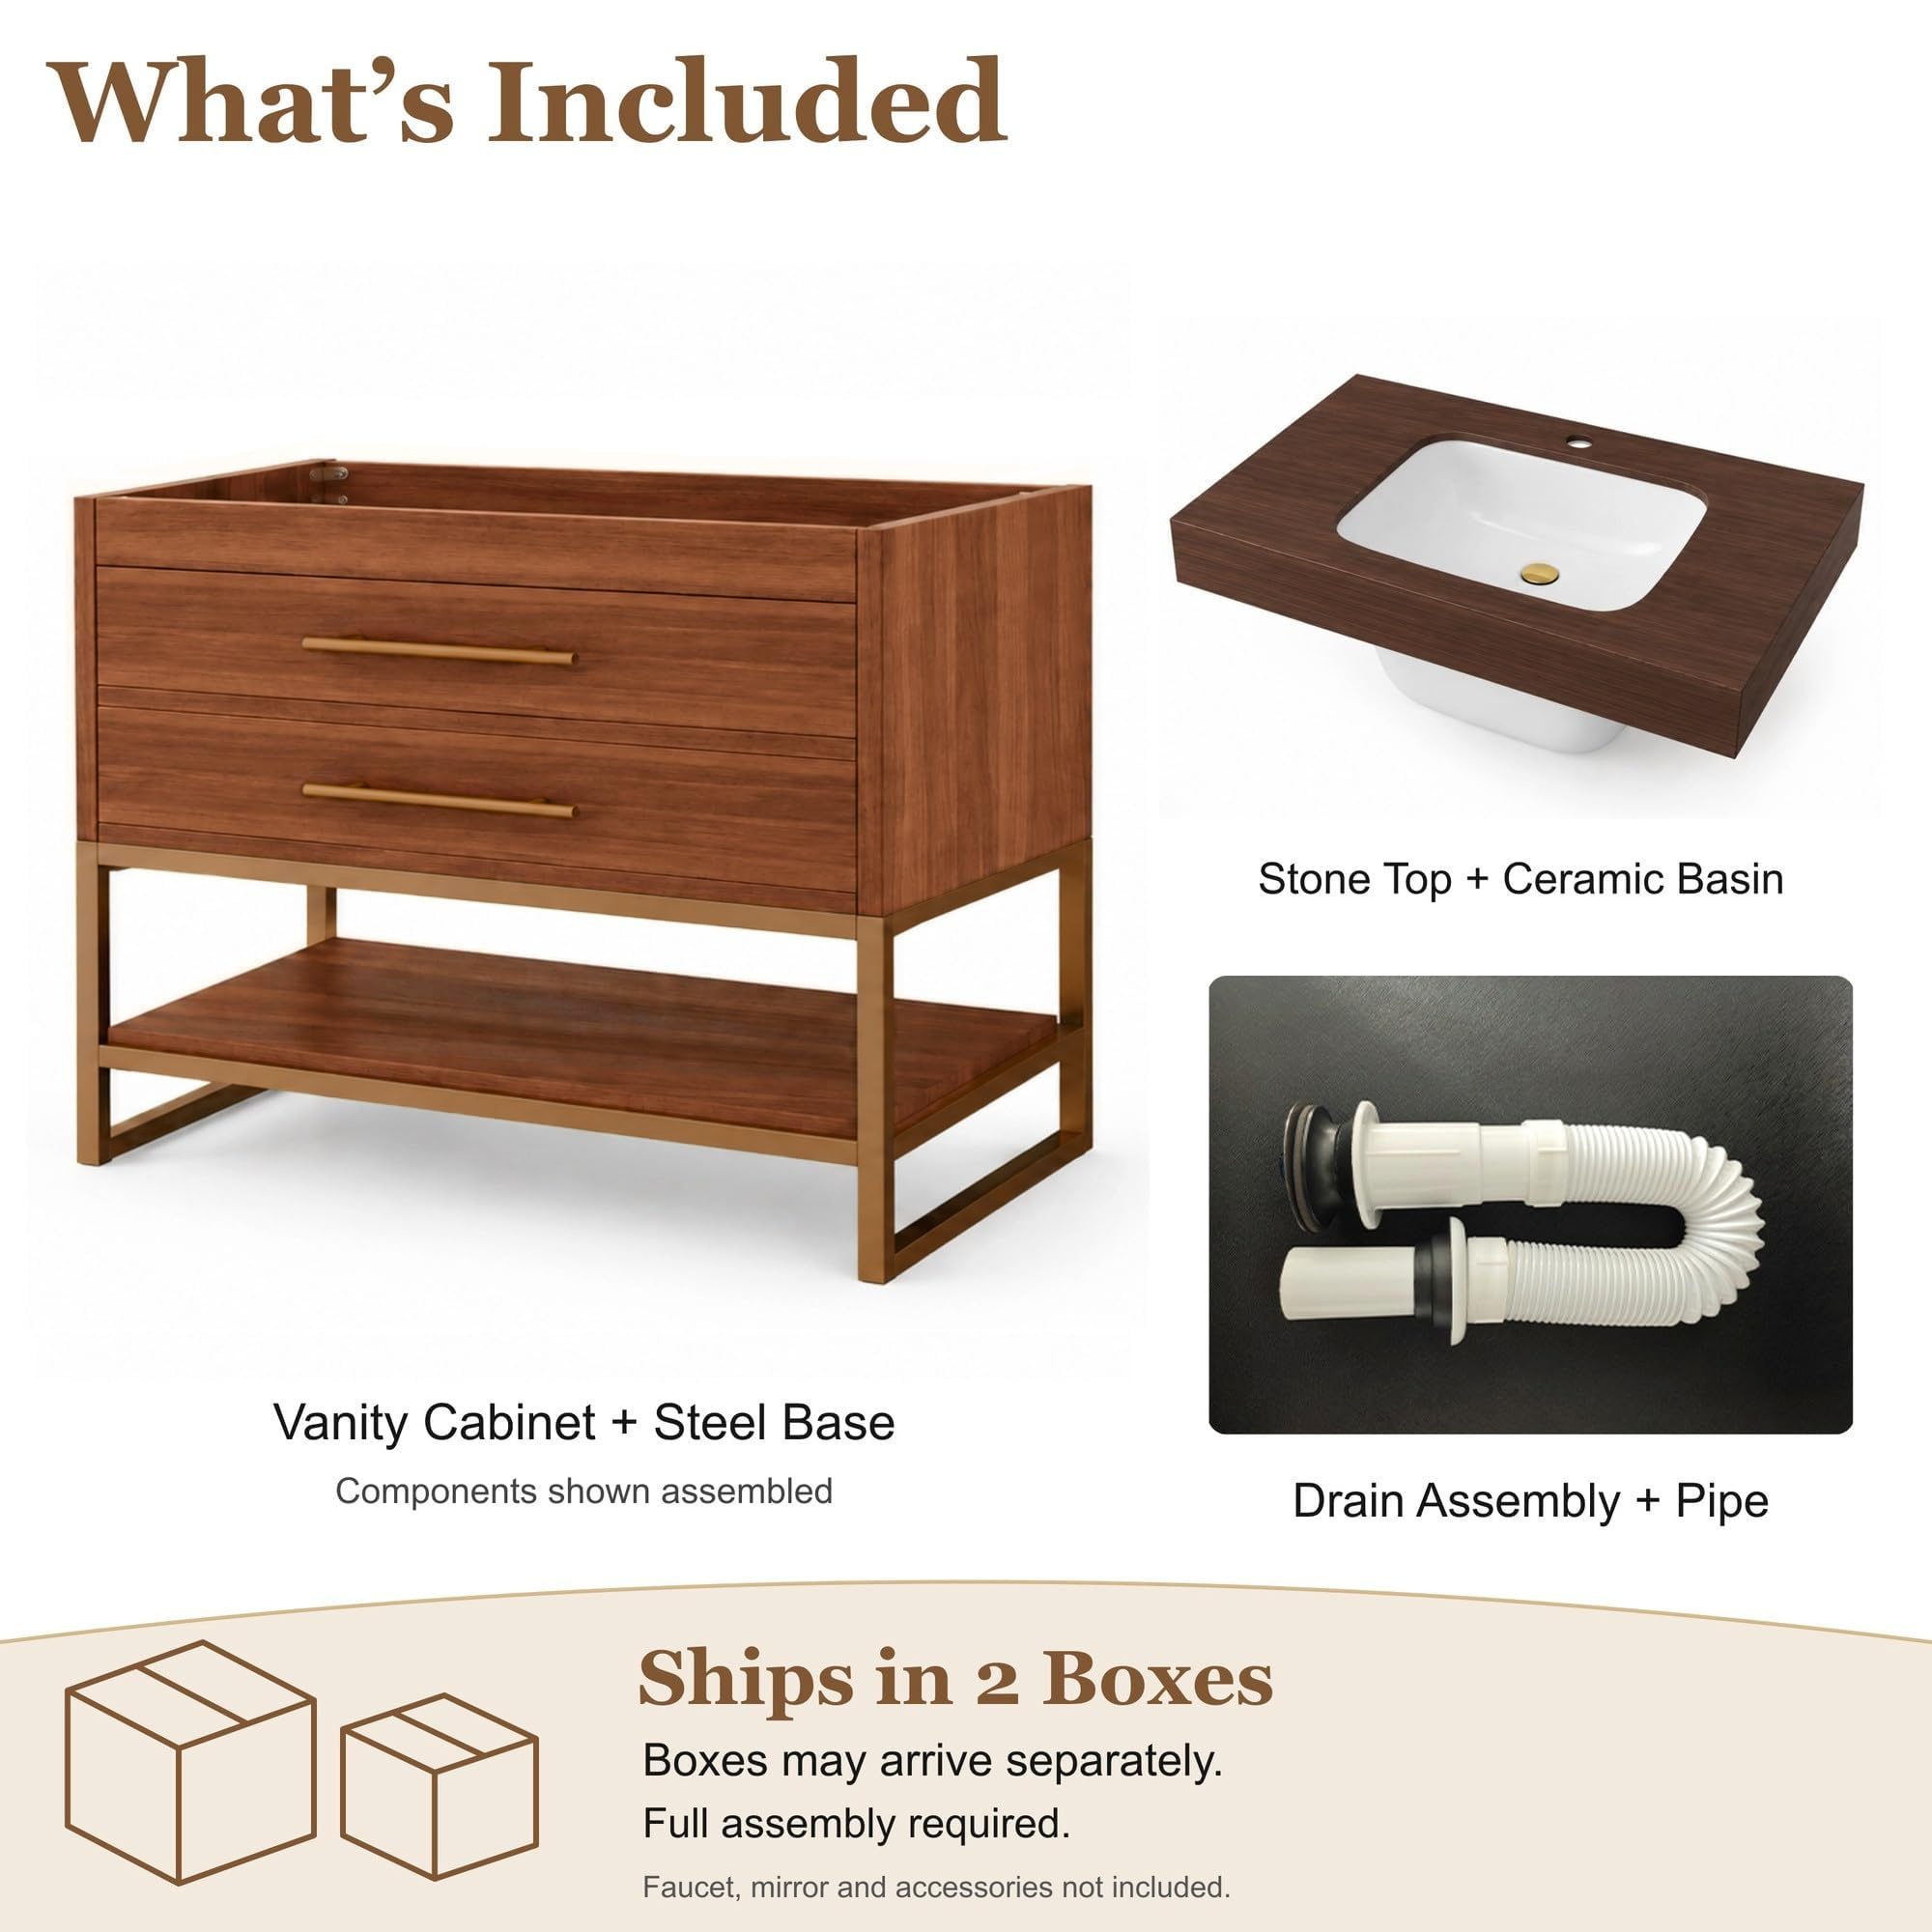 What’s Included
Stone Top + Ceramic Basin
Vanity Cabinet + Steel Base
Components shown assembled
Drain Assembly + Pipe
Ships in 2 Boxes
Boxes may arrive separately.
Full assembly required.
Faucet, mirror and accessories not included.